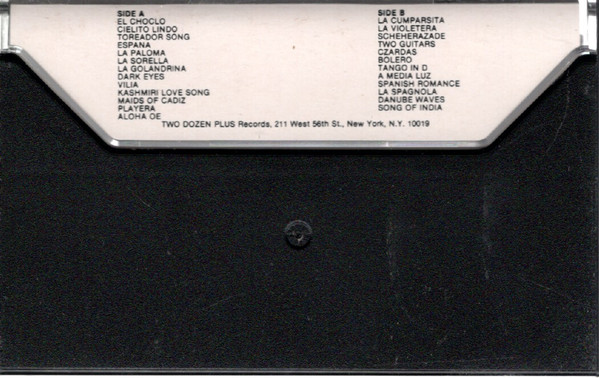 SIDE A
EL CHOCLO
CIELITO LINDO
TOREADOR SONG
ESPANA
LA PALOMA
LA SORELLA
LA GOLANDRINA
DARK EYES
VILIA
KASHMIRI LOVE SONG
MAIDS OF CADIZ
PLAYERA
ALOHA OE
SIDE B
LA CUMPARSITA
LA VIOLETERA
SCHEHERAZADE
TWO GUITARS
CZARDAS
BOLERO
TANGO IN D
A MEDIA LUZ
SPANISH ROMANCE
LA SPAGNOLA
DANUBE WAVES
SONG OF INDIA
TWO DOZEN PLUS Records, 211 West 56th St., New York, N.Y. 10019